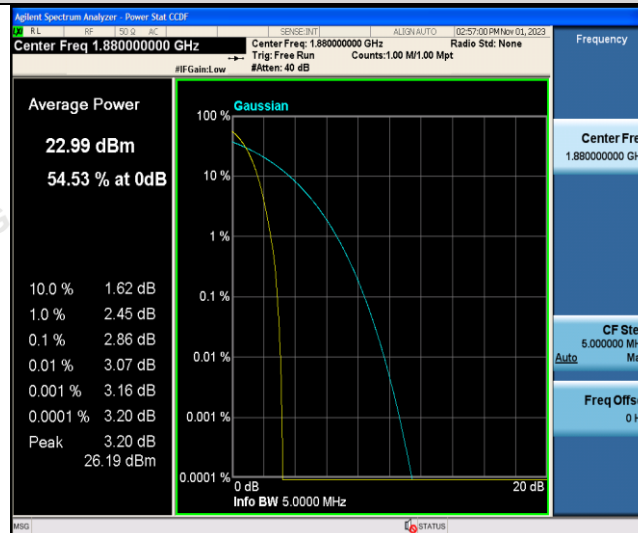 Agilent Spectrum Analyzer - Power Stat CCDF
RL RF 50 Ω AC SENSE:INT ALIGN AUTO 02:57:00 PM Nov 01, 2023
Center Freq 1.880000000 GHz
Center Freq: 1.880000000 GHz Radio Std: None
Trig: Free Run Counts:1.00 M/1.00 Mpt
#IFGain:Low #Atten: 40 dB
Frequency
Average Power
22.99 dBm
54.53 % at 0dB
10.0 % 1.62 dB
1.0 % 2.45 dB
0.1 % 2.86 dB
0.01 % 3.07 dB
0.001 % 3.16 dB
0.0001 % 3.20 dB
Peak 3.20 dB
26.19 dBm
Gaussian
100 %
10 %
1 %
0.1 %
0.01 %
0.001 %
0.0001 %
0 dB 20 dB
Info BW 5.0000 MHz
Center Fre
1.880000000 GH
CF Ste
5.000000 MH
Auto Ma
Freq Offs
0 H
MSG STATUS